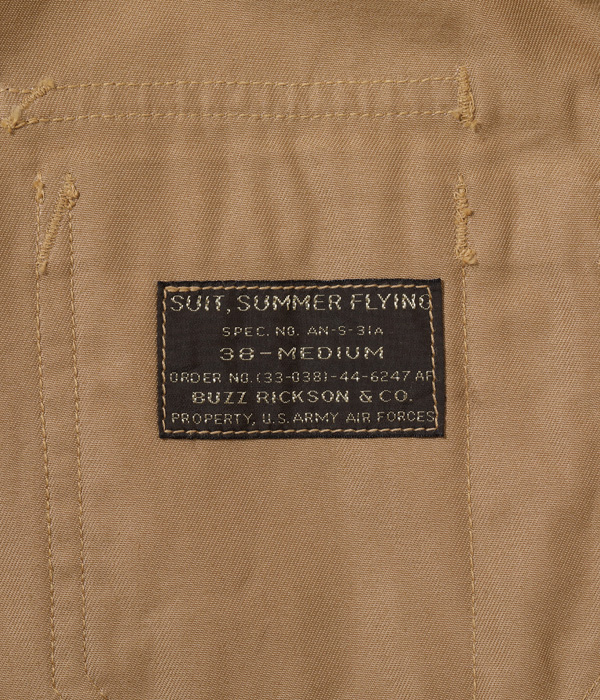 SUIT, SUMMER FLYING
SPEC. NO. AN-S-31A
38-MEDIUM
ORDER NO. (33-038)-44-6247 AF
BUZZ RICKSON & CO.
PROPERTY, U.S. ARMY AIR FORCES